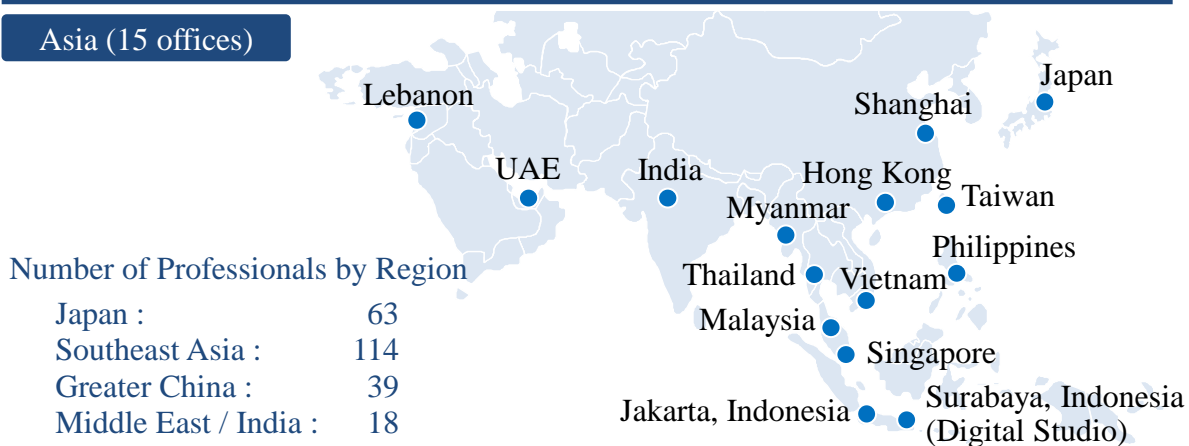 Asia (15 offices)
Japan
Lebanon
Shanghai
UAE
India
Hong Kong
Taiwan
Myanmar
Philippines
Thailand
Vietnam
Malaysia
Singapore
Jakarta, Indonesia
Surabaya, Indonesia
(Digital Studio)
Number of Professionals by Region
Japan : 63
Southeast Asia : 114
Greater China : 39
Middle East / India : 18